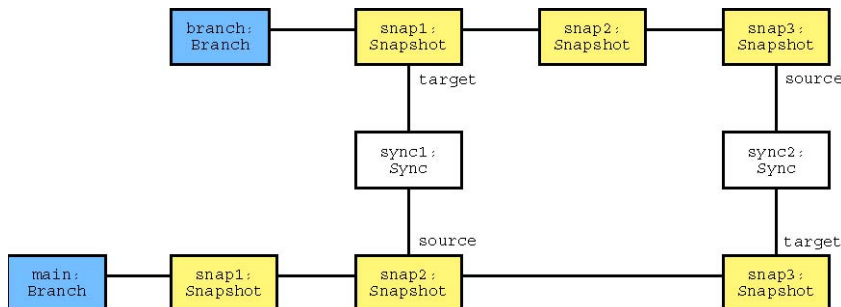 branch:
Branch
snap1:
Snapshot
snap2:
Snapshot
snap3:
Snapshot
target
source
sync1:
Sync
sync2:
Sync
source
target
main:
Branch
snap1:
Snapshot
snap2:
Snapshot
snap3:
Snapshot